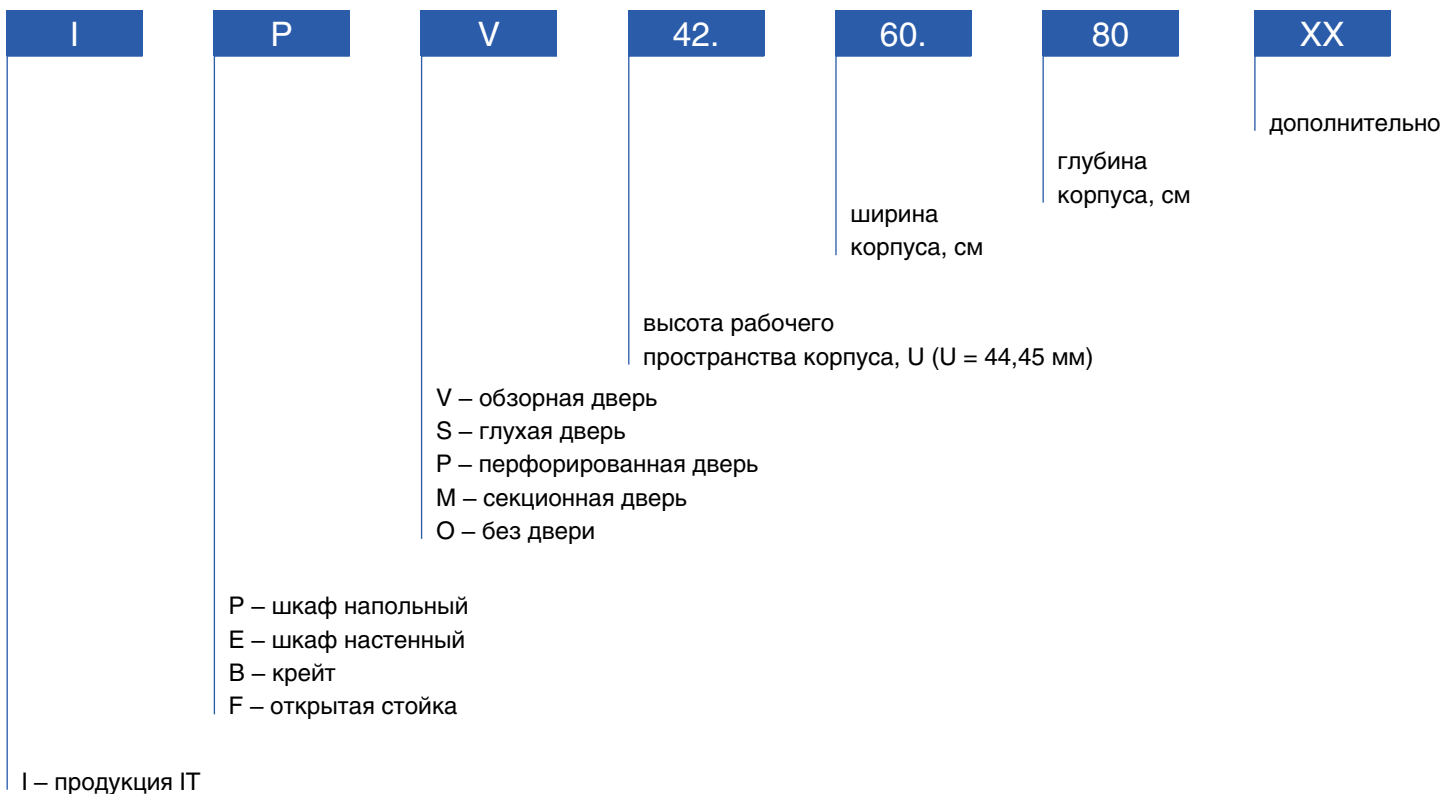 I P V 42. 60. 80 XX
дополнительно
глубина
корпуса, см
ширина
корпуса, см
высота рабочего
пространства корпуса, U (U = 44,45 мм)
V – обзорная дверь
S – глухая дверь
P – перфорированная дверь
M – секционная дверь
O – без двери
P – шкаф напольный
E – шкаф настенный
B – крейт
F – открытая стойка
I – продукция IT